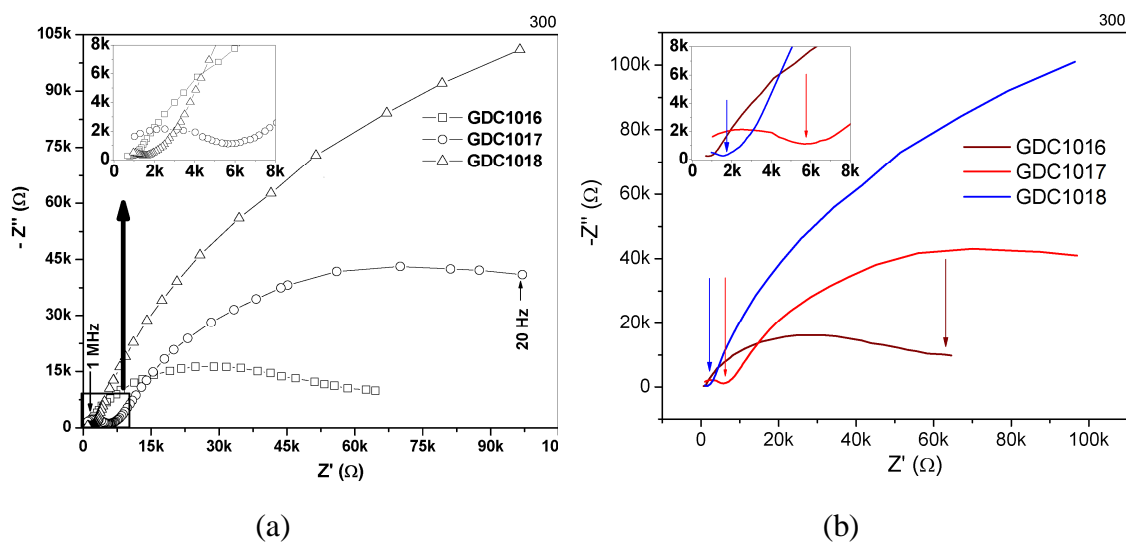 300
105k
90k
75k
60k
45k
30k
15k
0
- Z'' (Ω)
8k
6k
4k
2k
0
0 2k 4k 6k 8k
GDC1016
GDC1017
GDC1018
1 MHz
20 Hz
0 15k 30k 45k 60k 75k 90k 10
Z' (Ω)
(a)
300
100k
80k
60k
40k
20k
0
-Z'' (Ω)
8k
6k
4k
2k
0
0 2k 4k 6k 8k
GDC1016
GDC1017
GDC1018
0 20k 40k 60k 80k 100k
Z' (Ω)
(b)